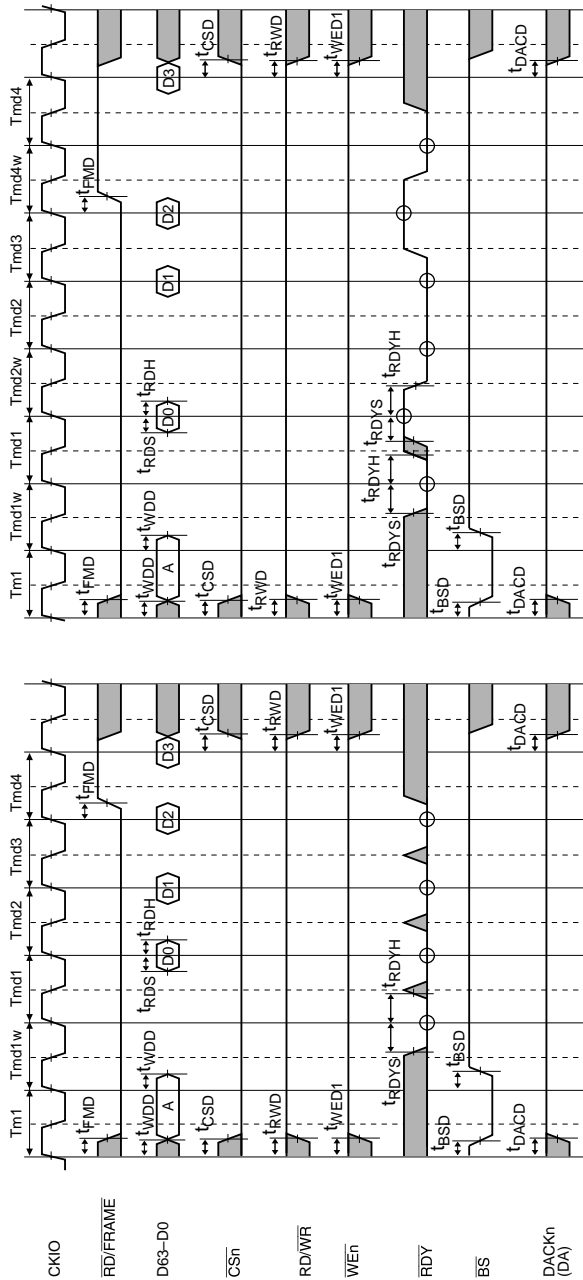 Tm1 Tmd1w Tmd1 Tmd2 Tmd3 Tmd4
Tm1 Tmd1w Tmd1 Tmd2w Tmd2 Tmd3 Tmd4w Tmd4
CKIO
tFMD tFMD tFMD tFMD
RD/FRAME
tWDD tWDD tRDS tRDH
tWDD tWDD tRDS tRDH
D63–D0
A D0 D1 D2 D3
A D0 D1 D2 D3
tCSD tCSD tCSD tCSD
CSn
tRWD tRWD tRWD tRWD
RD/WR
tWED1 tWED1 tWED1 tWED1
WEn
tRDYS tRDYH
tRDYS tRDYH tRDYS tRDYH
RDY
tBSD tBSD tBSD tBSD
BS
tDACD tDACD tDACD tDACD
DACKn
(DA)